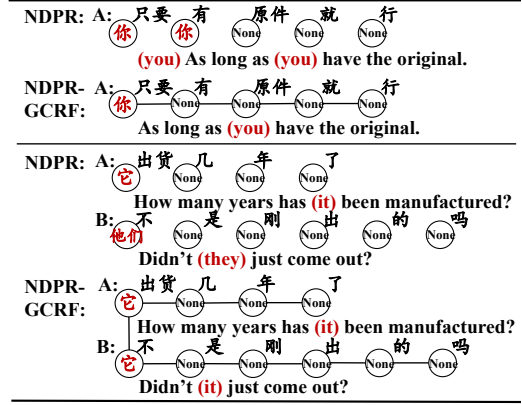 NDPR: A: 只要 有 原件 就 行
你 你 None None None
(you) As long as (you) have the original.
NDPR- A: 只要 有 原件 就 行
GCRF: 你 None None None None
As long as (you) have the original.
NDPR: A: 出货 几 年 了
它 None None None
How many years has (it) been manufactured?
B: 不 是 刚 出 的 吗
他们 None None None None None
Didn't (they) just come out?
NDPR- A: 出货 几 年 了
GCRF: 它 None None None
How many years has (it) been manufactured?
B: 不 是 刚 出 的 吗
它 None None None None None
Didn't (it) just come out?